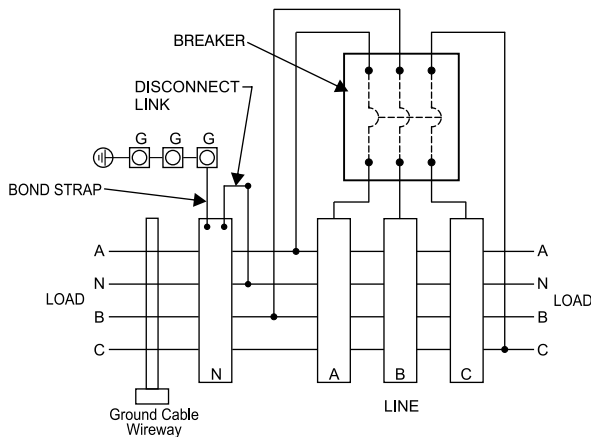 BREAKER
DISCONNECT
LINK
G G G
BOND STRAP
A
N
LOAD
B
C
A
N
LOAD
B
C
N
A
B
C
LINE
Ground Cable
Wireway